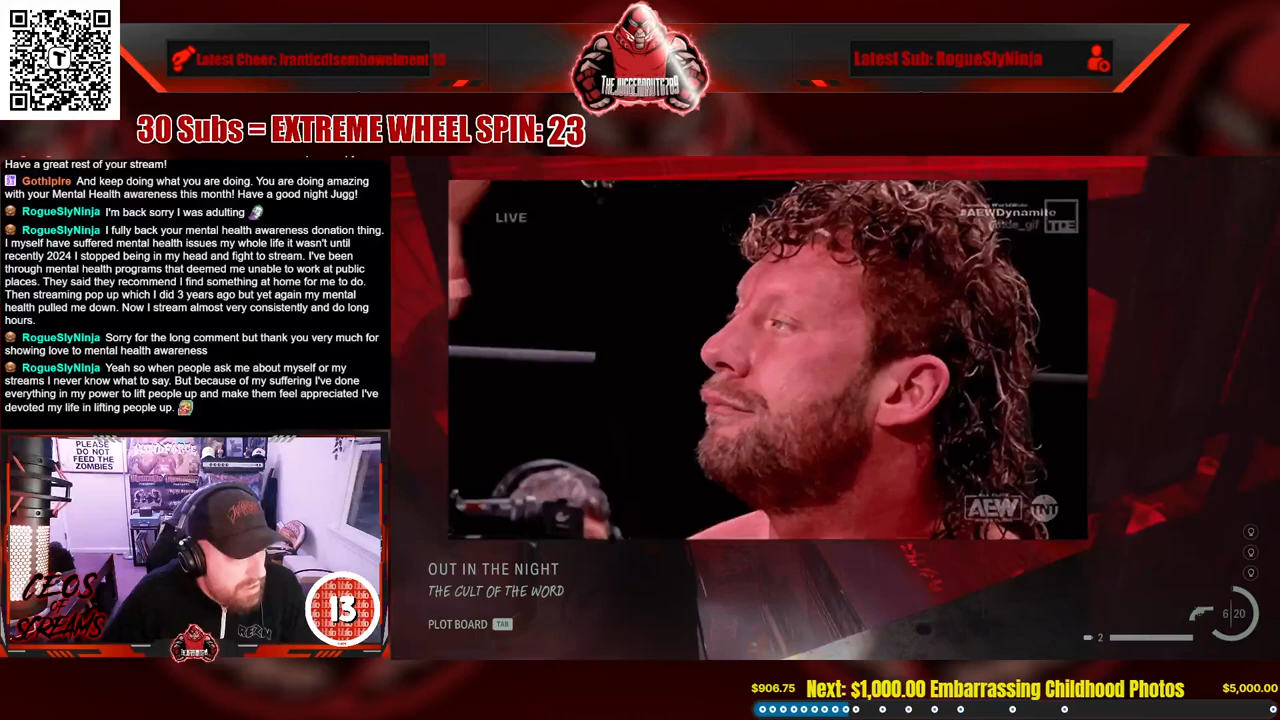 Latest Cheer: franticdisembowelment 10
THEJUGGERNAUT6789
Latest Sub: RogueSlyNinja
30 Subs = EXTREME WHEEL SPIN: 23
Have a great rest of your stream!
Gothipire And keep doing what you are doing. You are doing amazing
with your Mental Health awareness this month! Have a good night Jugg!
RogueSlyNinja I'm back sorry I was adulting
RogueSlyNinja I fully back your mental health awareness donation thing.
I myself have suffered mental health issues my whole life it wasn't until
recently 2024 I stopped being in my head and fight to stream. I've been
through mental health programs that deemed me unable to work at public
places. They said they recommend I find something at home for me to do.
Then streaming pop up which I did 3 years ago but yet again my mental
health pulled me down. Now I stream almost very consistently and do long
hours.
RogueSlyNinja Sorry for the long comment but thank you very much for
showing love to mental health awareness
RogueSlyNinja Yeah so when people ask me about myself or my
streams I never know what to say. But because of my suffering I've done
everything in my power to lift people up and make them feel appreciated I've
devoted my life in lifting people up.
LIVE
#AEWDynamite
TDE
AEW
TNT
PLEASE
DO NOT
FEED THE
ZOMBIES
CEOS
OF
STREAMS
13
OUT IN THE NIGHT
THE CULT OF THE WORD
PLOT BOARD TAB
6|20
2
$906.75 Next: $1,000.00 Embarrassing Childhood Photos $5,000.00